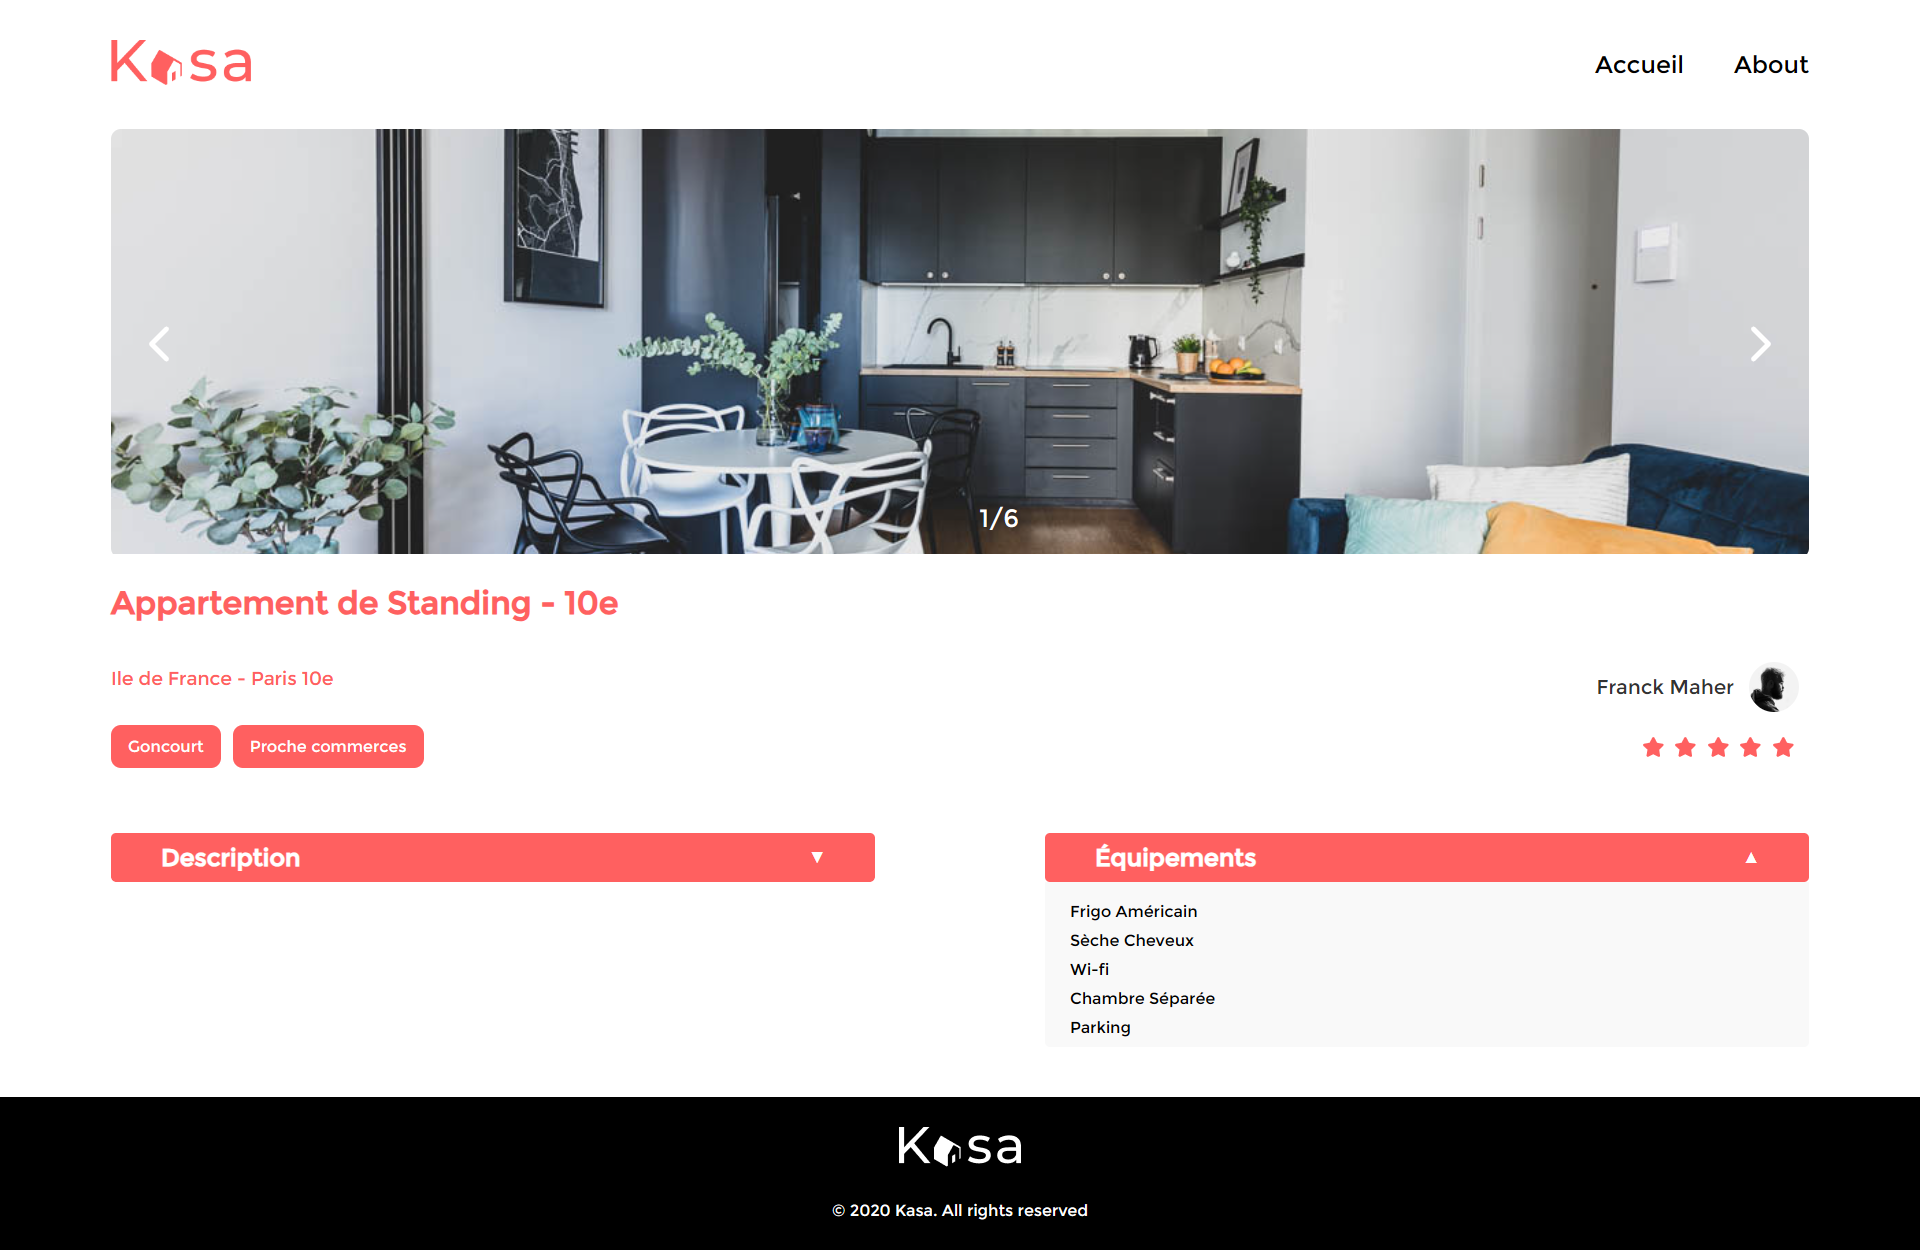 Kasa
Accueil About
1/6
Appartement de Standing - 10e
Ile de France - Paris 10e
Franck Maher
Goncourt Proche commerces
Description ▼
Équipements ▲
Frigo Américain
Sèche Cheveux
Wi-fi
Chambre Séparée
Parking
Kasa
© 2020 Kasa. All rights reserved